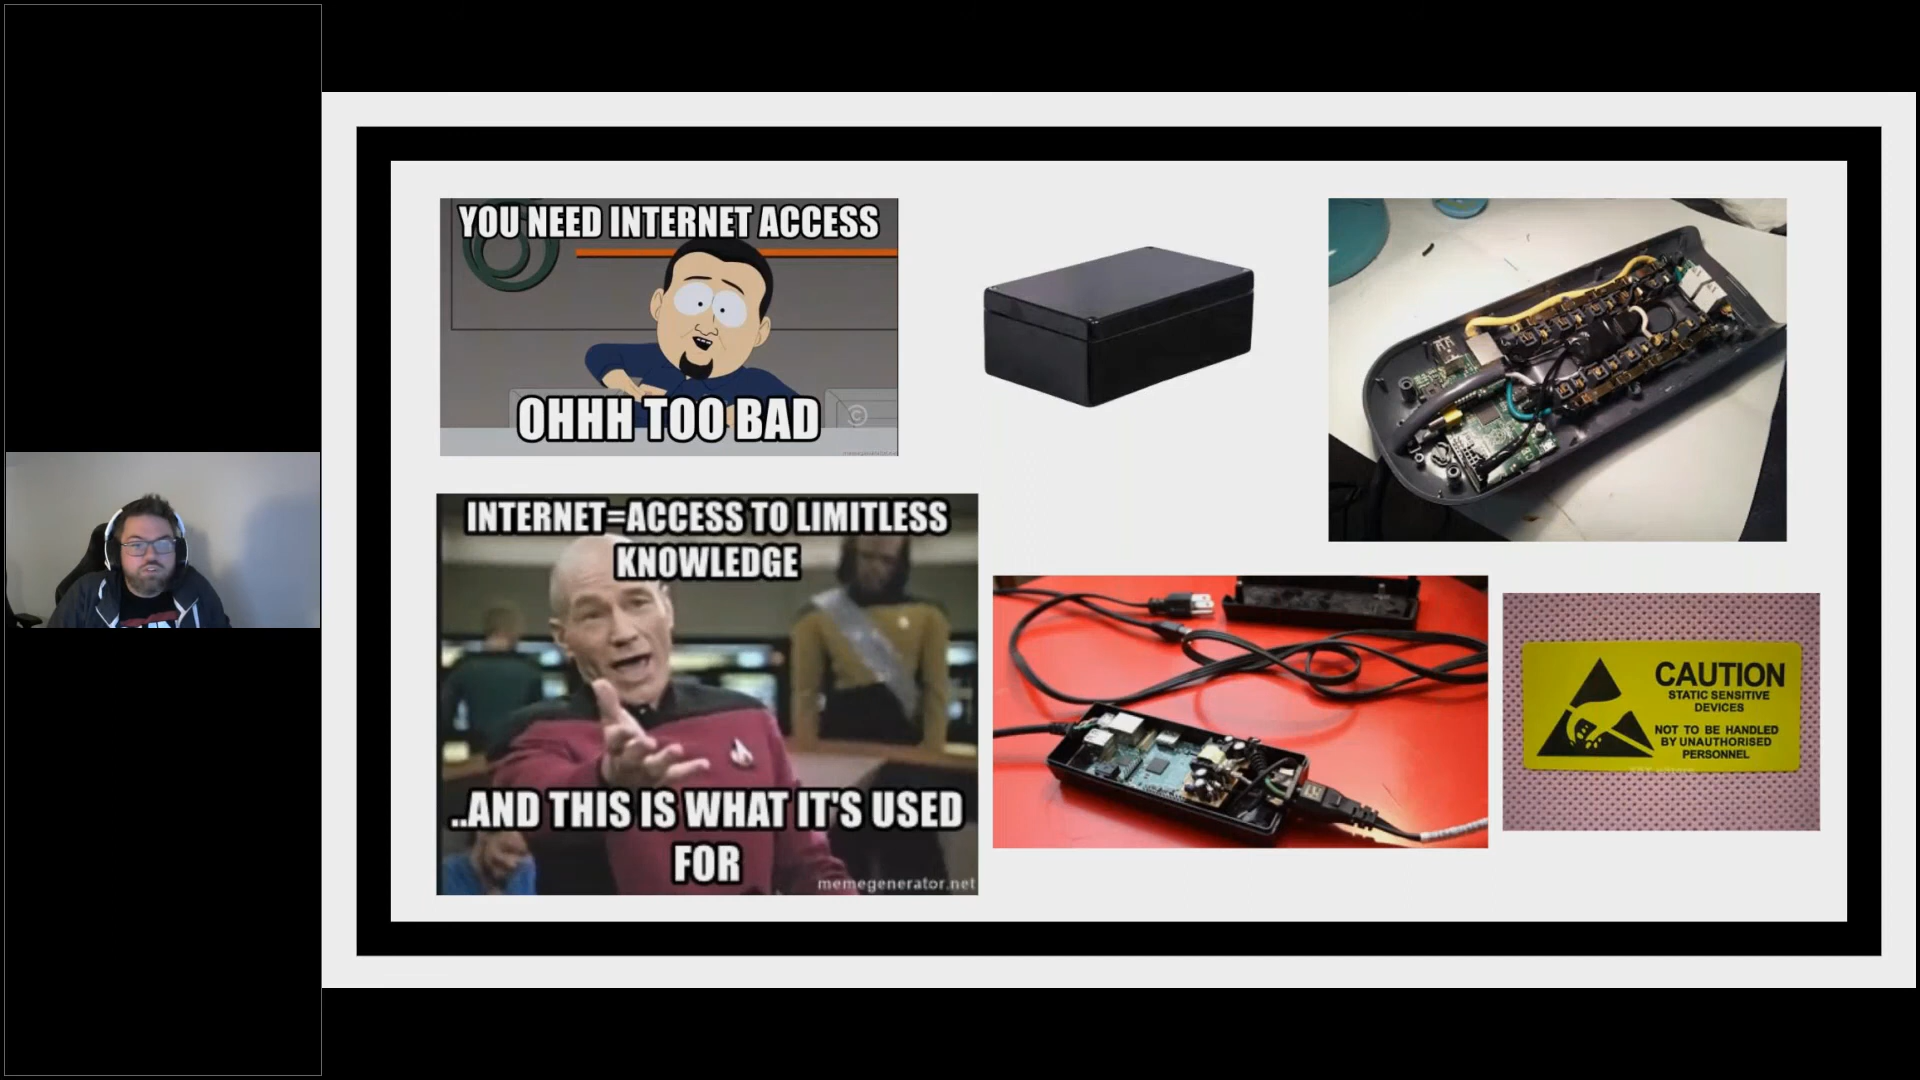 YOU NEED INTERNET ACCESS
OHHH TOO BAD
INTERNET=ACCESS TO LIMITLESS
KNOWLEDGE
..AND THIS IS WHAT IT'S USED
FOR
memegenerator.net
CAUTION
STATIC SENSITIVE
DEVICES
NOT TO BE HANDLED
BY UNAUTHORISED
PERSONNEL